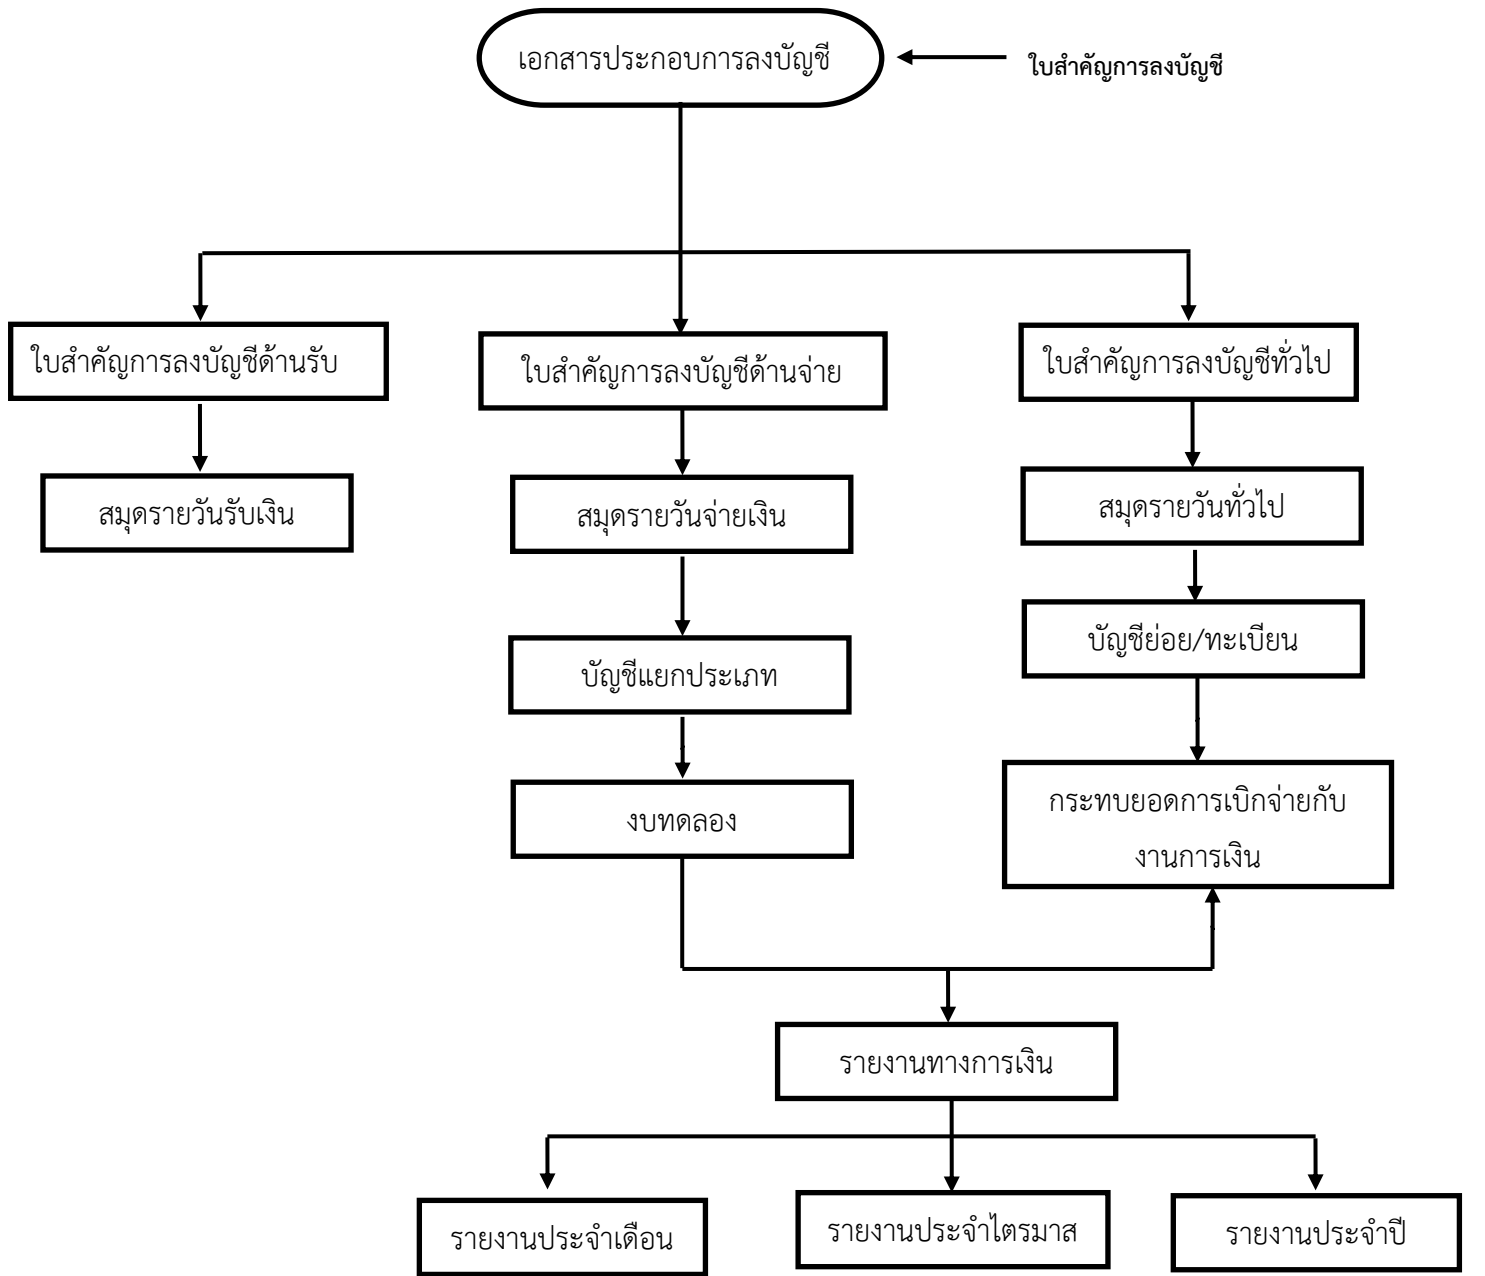 เอกสารประกอบการลงบัญชี
ใบสำคัญการลงบัญชี
ใบสำคัญการลงบัญชีด้านรับ
ใบสำคัญการลงบัญชีด้านจ่าย
ใบสำคัญการลงบัญชีทั่วไป
สมุดรายวันรับเงิน
สมุดรายวันจ่ายเงิน
สมุดรายวันทั่วไป
บัญชีย่อย/ทะเบียน
บัญชีแยกประเภท
งบทดลอง
กระทบยอดการเบิกจ่ายกับ
งานการเงิน
รายงานทางการเงิน
รายงานประจำเดือน
รายงานประจำไตรมาส
รายงานประจำปี